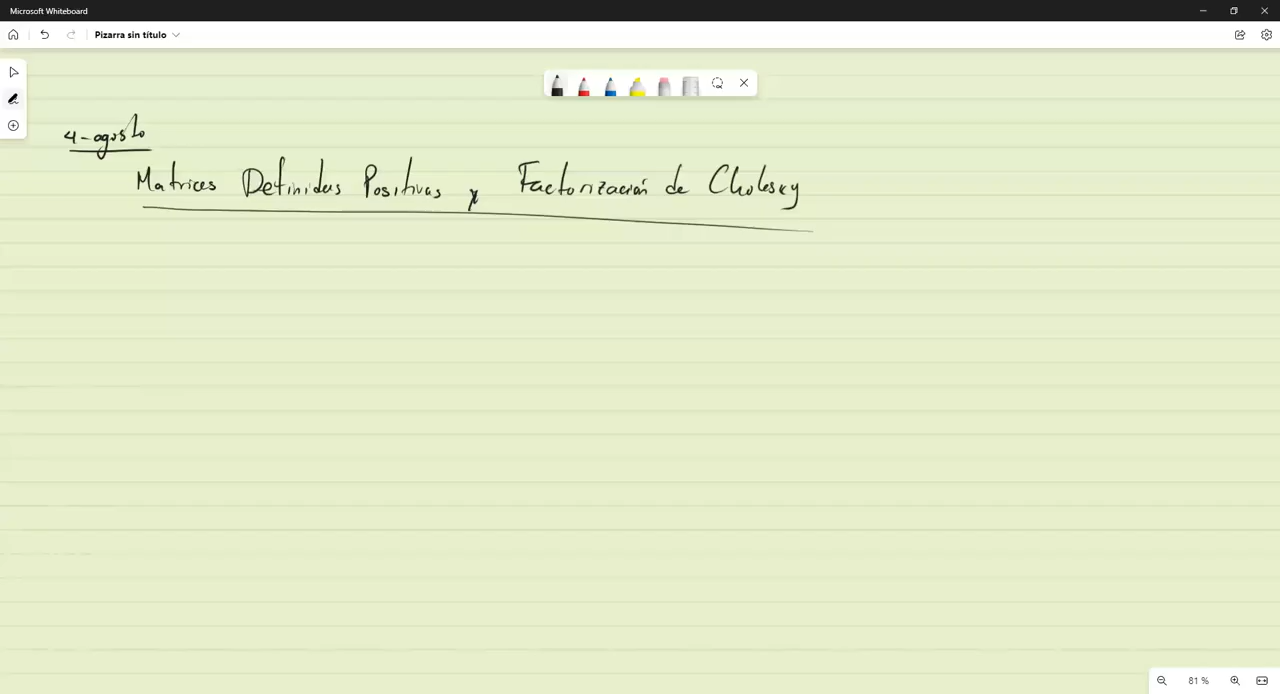 Microsoft Whiteboard
Pizarra sin título
4-agosto
Matrices Definidas Positivas y Factorización de Cholesky
81 %